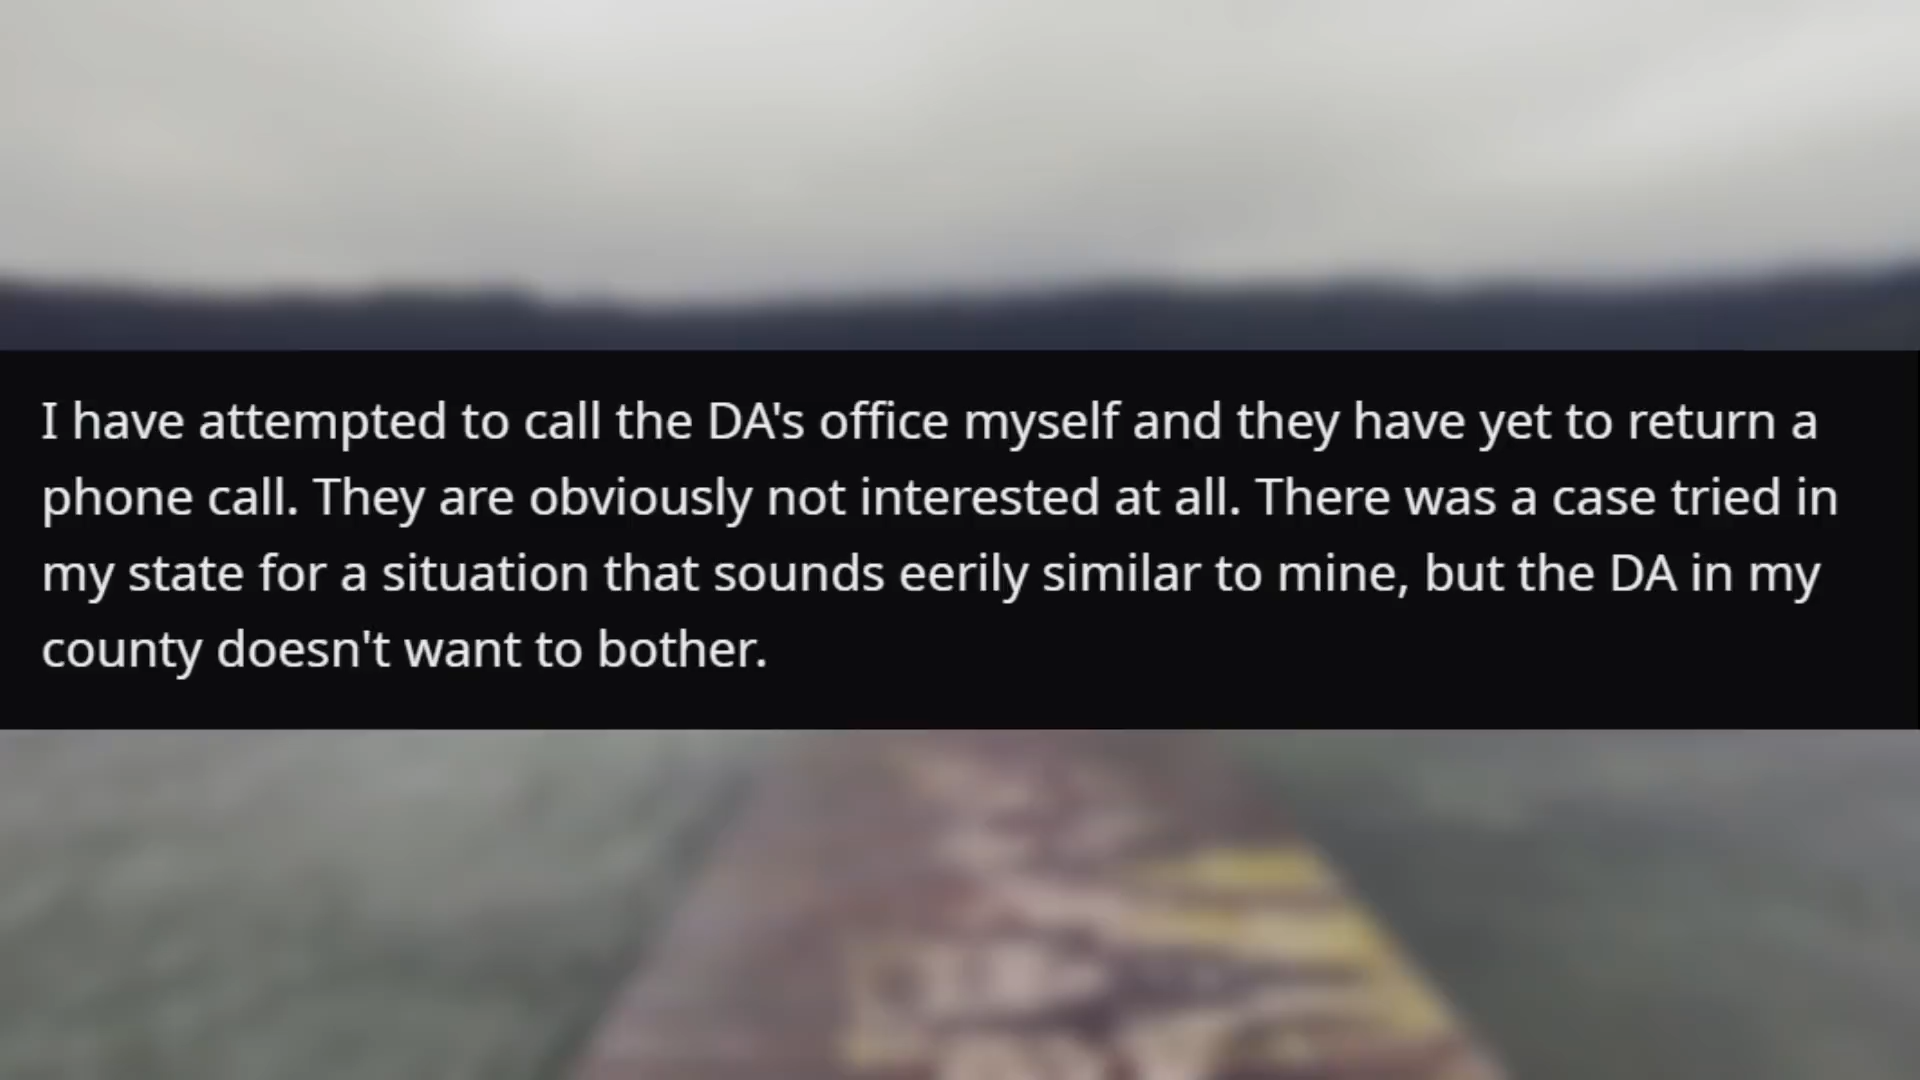 I have attempted to call the DA's office myself and they have yet to return a
phone call. They are obviously not interested at all. There was a case tried in
my state for a situation that sounds eerily similar to mine, but the DA in my
county doesn't want to bother.